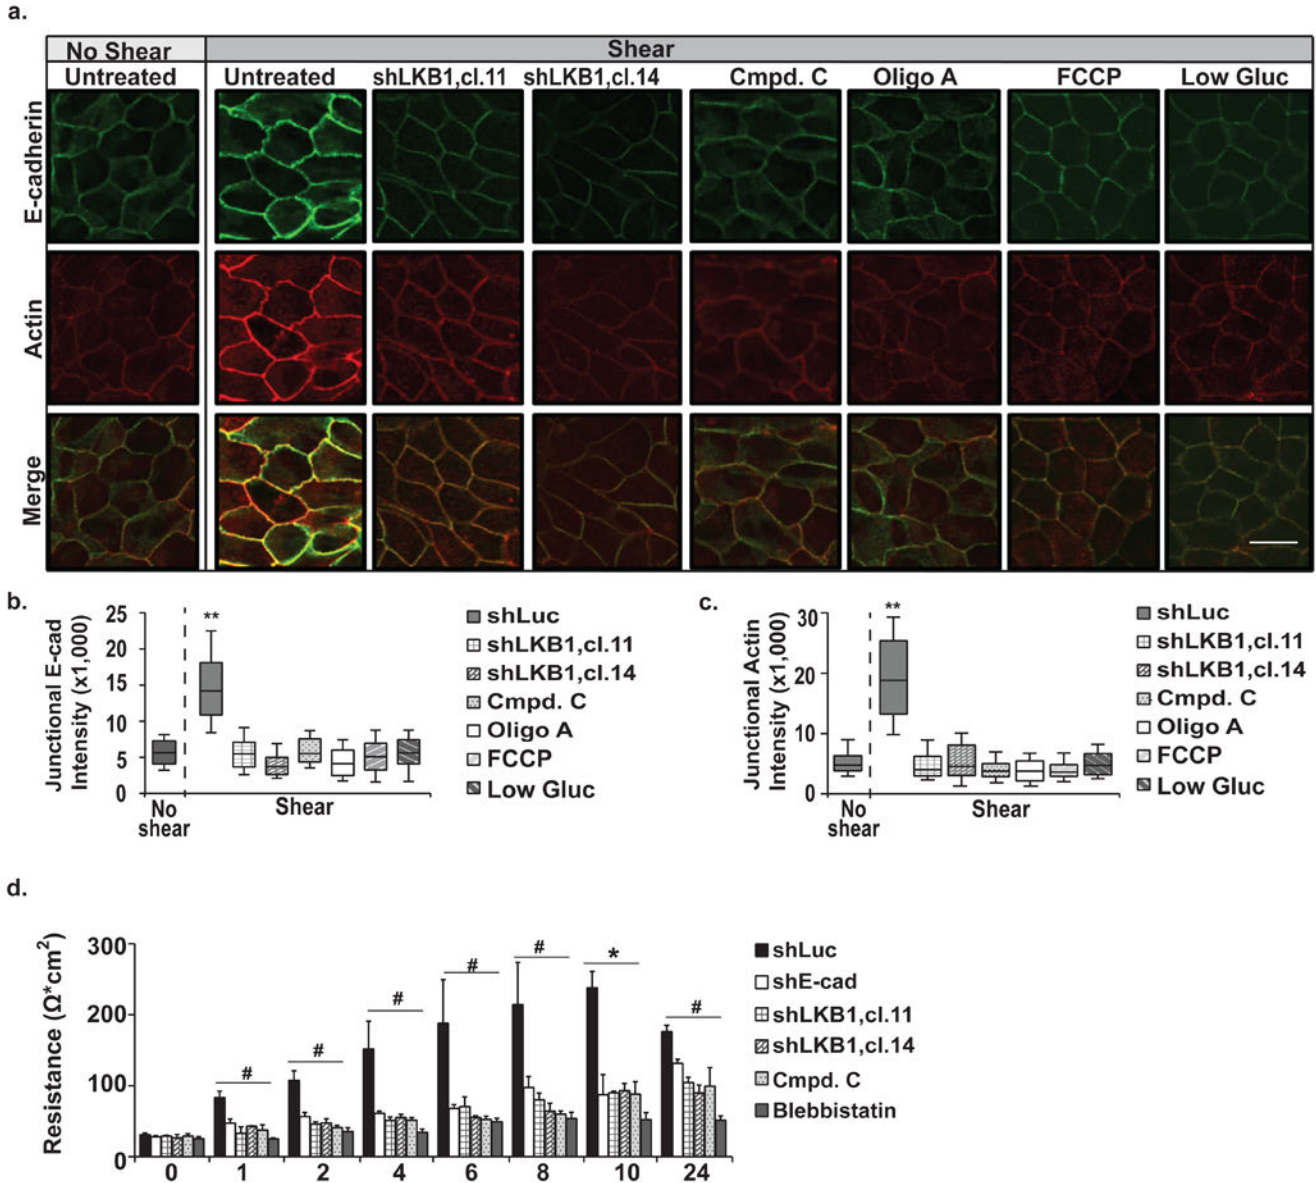 a.
No Shear
Shear
Untreated
Untreated
shLKB1,cl.11
shLKB1,cl.14
Cmpd. C
Oligo A
FCCP
Low Gluc
E-cadherin
Actin
Merge
b.
Junctional E-cad
Intensity (x1,000)
25
20
15
10
5
0
**
No
shear
Shear
shLuc
shLKB1,cl.11
shLKB1,cl.14
Cmpd. C
Oligo A
FCCP
Low Gluc
c.
Junctional Actin
Intensity (x1,000)
30
20
10
0
**
No
shear
Shear
shLuc
shLKB1,cl.11
shLKB1,cl.14
Cmpd. C
Oligo A
FCCP
Low Gluc
d.
Resistance (Ω*cm²)
300
200
100
0
#
#
#
#
#
*
#
0
1
2
4
6
8
10
24
shLuc
shE-cad
shLKB1,cl.11
shLKB1,cl.14
Cmpd. C
Blebbistatin